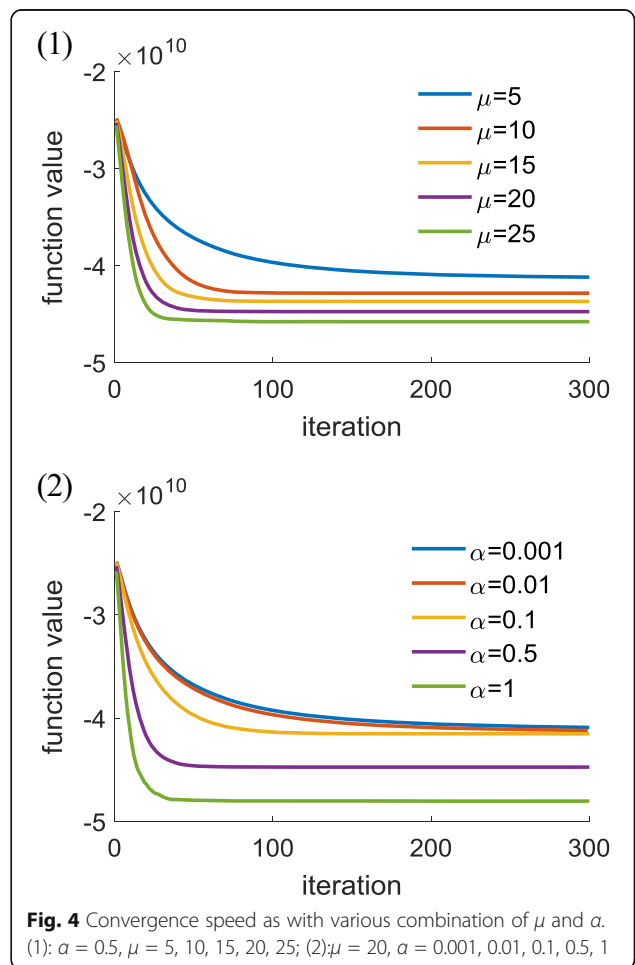 (1)
×10^10
-2
-3
-4
-5
function value
μ=5
μ=10
μ=15
μ=20
μ=25
0 100 200 300
iteration
(2)
×10^10
-2
-3
-4
-5
function value
α=0.001
α=0.01
α=0.1
α=0.5
α=1
0 100 200 300
iteration
Fig. 4 Convergence speed as with various combination of μ and α.
(1): α = 0.5, μ = 5, 10, 15, 20, 25; (2):μ = 20, α = 0.001, 0.01, 0.1, 0.5, 1